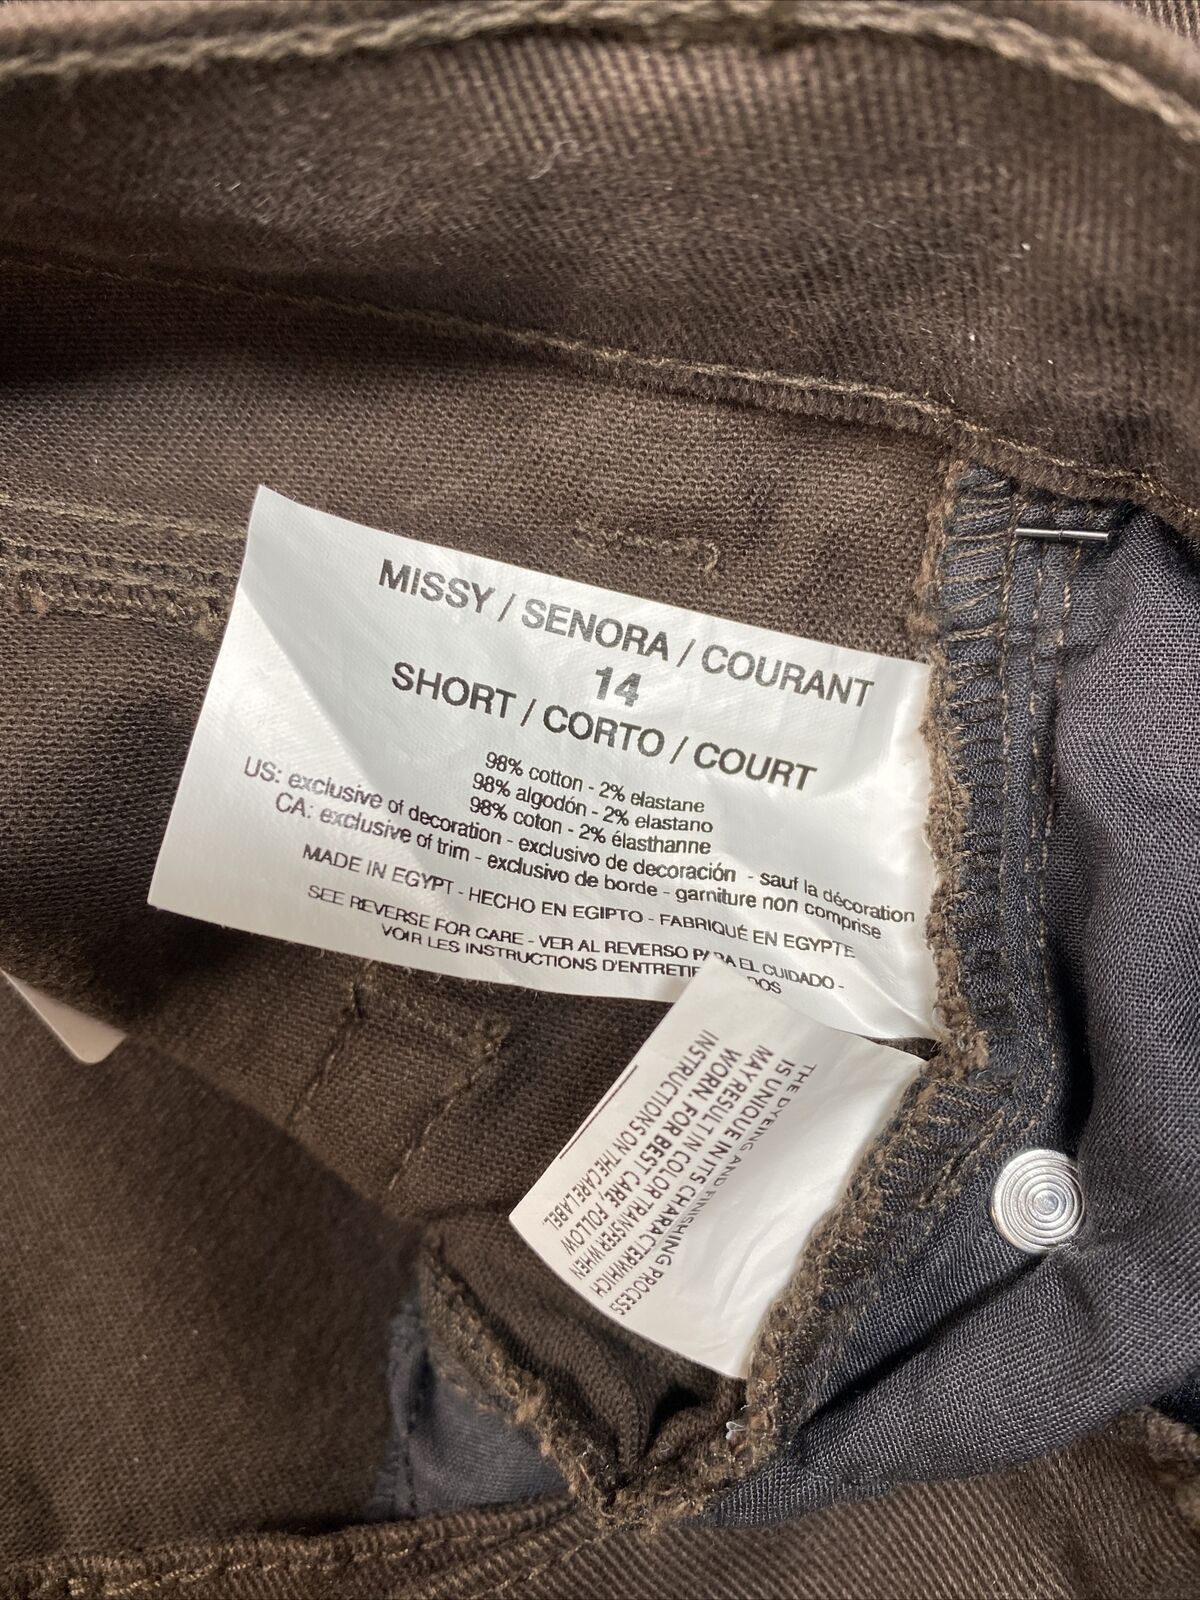 MISSY / SENORA / COURANT
14
SHORT / CORTO / COURT
98% cotton - 2% elastane
98% algodón - 2% elastano
98% coton - 2% élasthanne
US: exclusive of decoration - exclusivo de decoración - sauf la décoration
CA: exclusive of trim - exclusivo de borde - garniture non comprise
MADE IN EGYPT - HECHO EN EGIPTO - FABRIQUÉ EN EGYPTE
SEE REVERSE FOR CARE - VER AL REVERSO PARA EL CUIDADO -
VOIR LES INSTRUCTIONS D'ENTRETIE DOS
THE DYEING AND FINISHING PROCESS
IS UNIQUE IN ITS CHARACTERWHICH
MAY RESULT IN COLOR TRANSFER WHEN
WORN. FOR BEST CARE, FOLLOW
INSTRUCTIONS ON THE CARE LABEL.